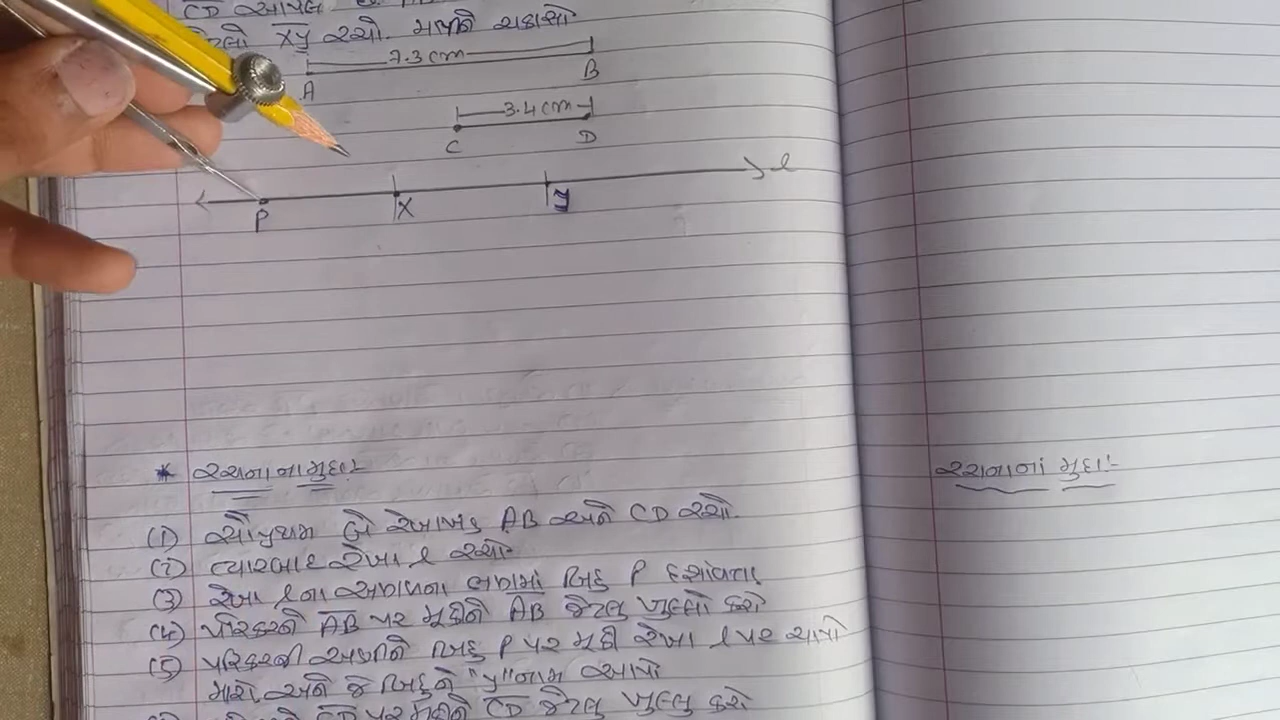 CD આપેલ
XY રચો. માપીને ચકાસો
7.3 cm
A B
3.4 cm
C D
l
P X y
* રચનાના મુદ્દા:- રચનાનાં મુદ્દા:-
(1) સૌપ્રથમ બે રેખાખંડ AB અને CD રચો.
(2) ત્યારબાદ રેખા l રચો.
(3) રેખા l ના ભાગમાં બિંદુ P દર્શાવતા
(4) પરિકરને AB પર મૂકીને AB જેટલુ ખુલ્લો કરો
(5) પરિકરની અણીને બિંદુ P પર મૂકી રેખા l પર ચાપ
મારો. અને જે બિંદુને "y" નામ આપો
CD પર મૂકીને CD જેટલુ ખુલ્લુ કરો